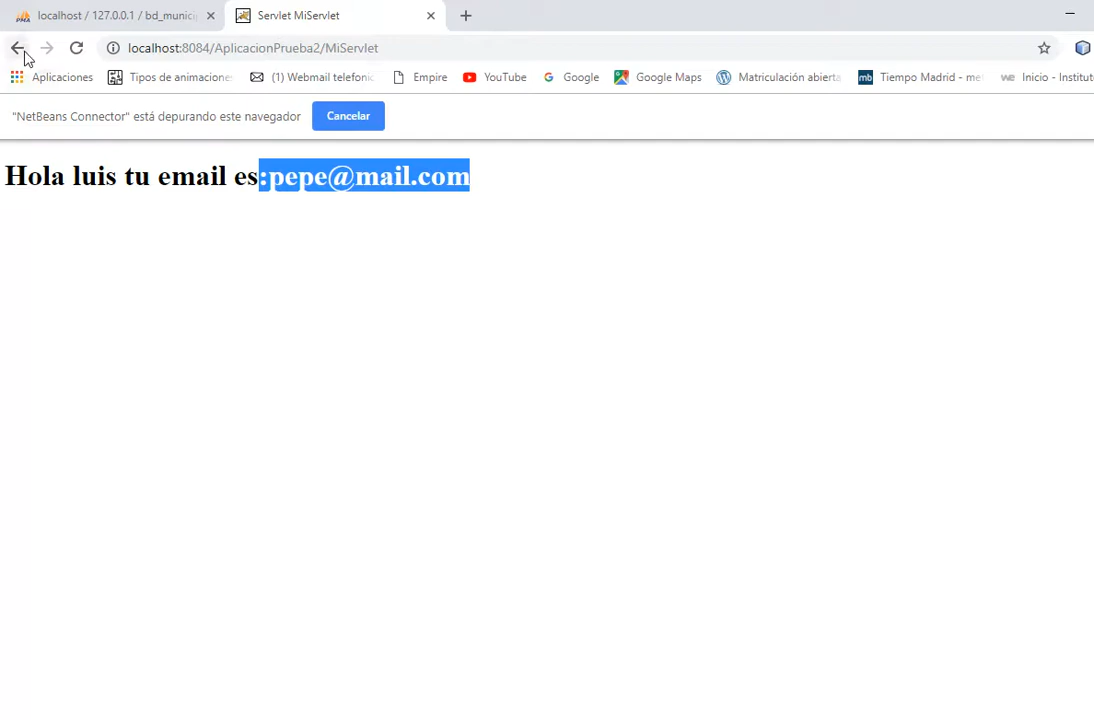 localhost / 127.0.0.1 / bd_municip
Servlet MiServlet
localhost:8084/AplicacionPrueba2/MiServlet
Aplicaciones
Tipos de animacione
(1) Webmail telefonic
Empire
YouTube
Google
Google Maps
Matriculación abierta
Tiempo Madrid - met
Inicio - Institut
"NetBeans Connector" está depurando este navegador
Cancelar
Hola luis tu email es:pepe@mail.com